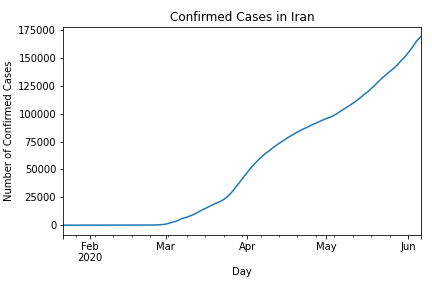 Confirmed Cases in Iran
175000
150000
125000
100000
75000
50000
25000
0
Number of Confirmed Cases
Feb
2020
Mar
Apr
May
Jun
Day